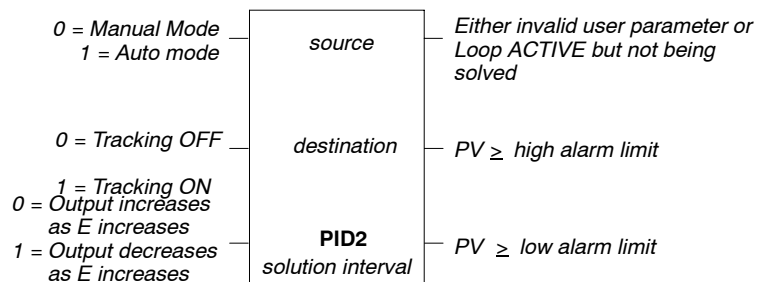 0 = Manual Mode
1 = Auto mode
source
Either invalid user parameter or
Loop ACTIVE but not being
solved
0 = Tracking OFF
1 = Tracking ON
destination
PV ≥ high alarm limit
0 = Output increases
as E increases
1 = Output decreases
as E increases
PID2
solution interval
PV ≥ low alarm limit